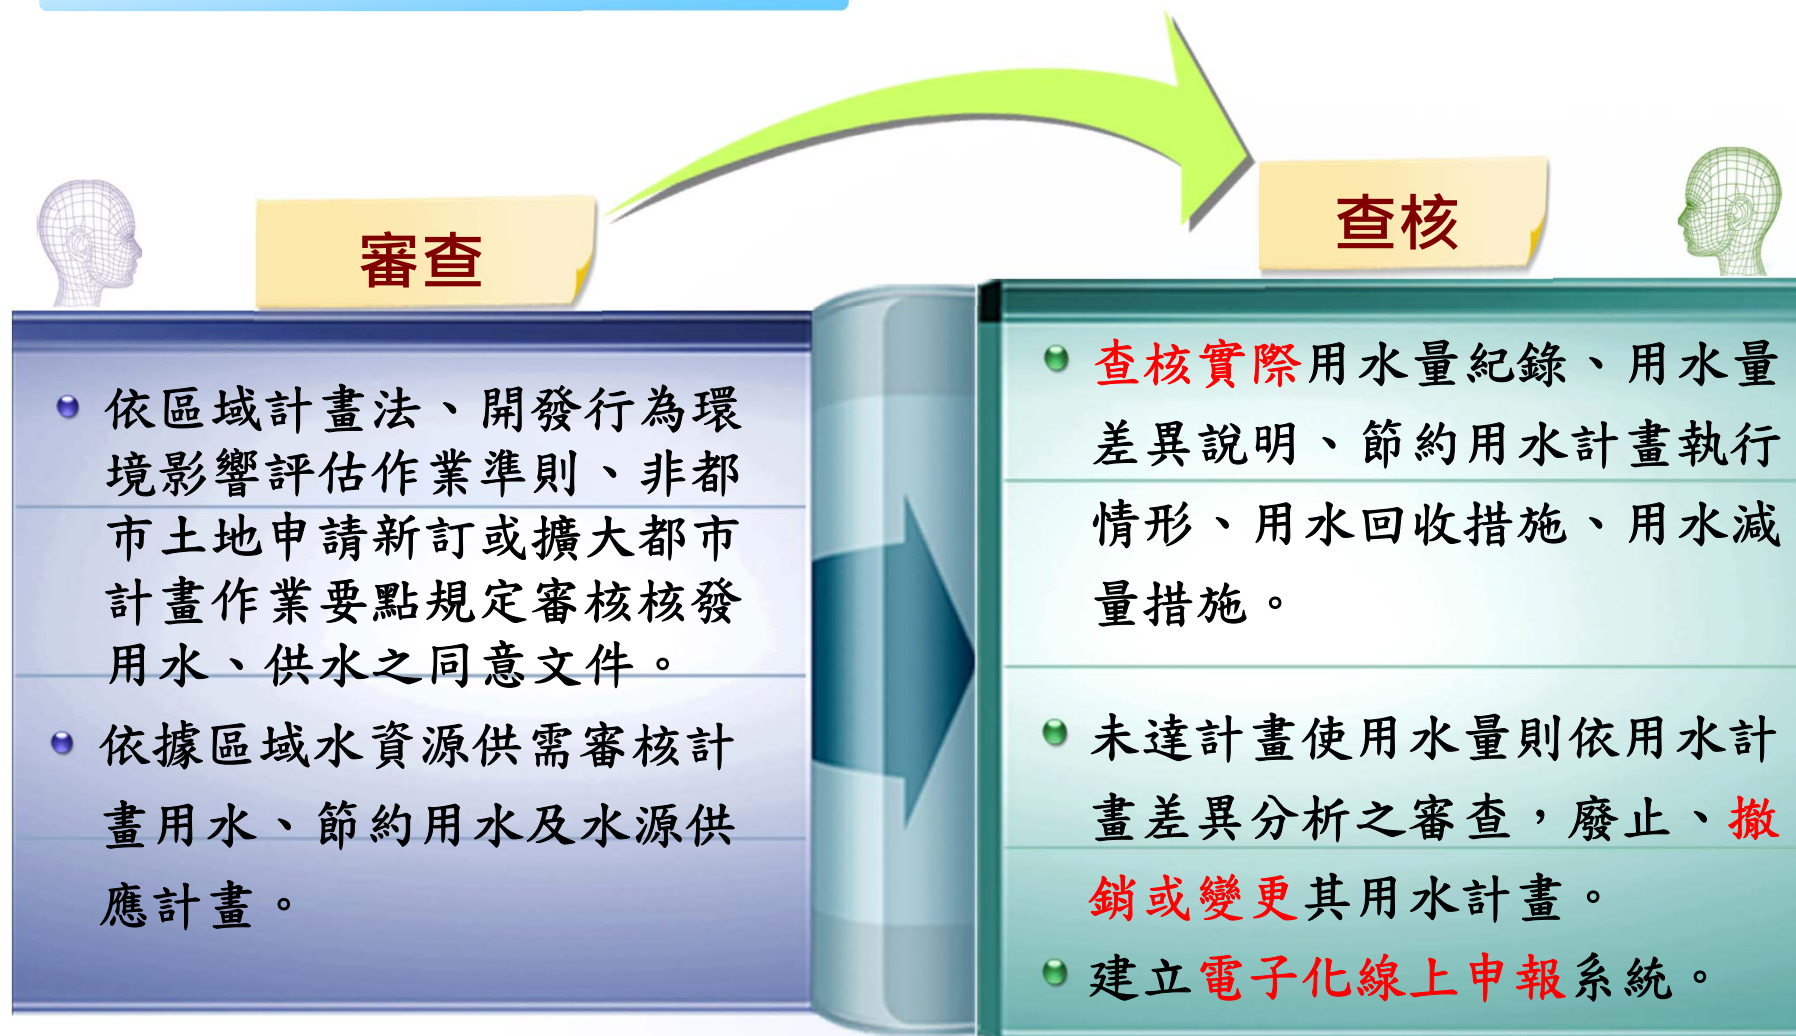 審查
依區域計畫法、開發行為環
境影響評估作業準則、非都
市土地申請新訂或擴大都市
計畫作業要點規定審核核發
用水、供水之同意文件。
依據區域水資源供需審核計
畫用水、節約用水及水源供
應計畫。
查核
查核實際用水量紀錄、用水量
差異說明、節約用水計畫執行
情形、用水回收措施、用水減
量措施。
未達計畫使用水量則依用水計
畫差異分析之審查，廢止、撤
銷或變更其用水計畫。
建立電子化線上申報系統。